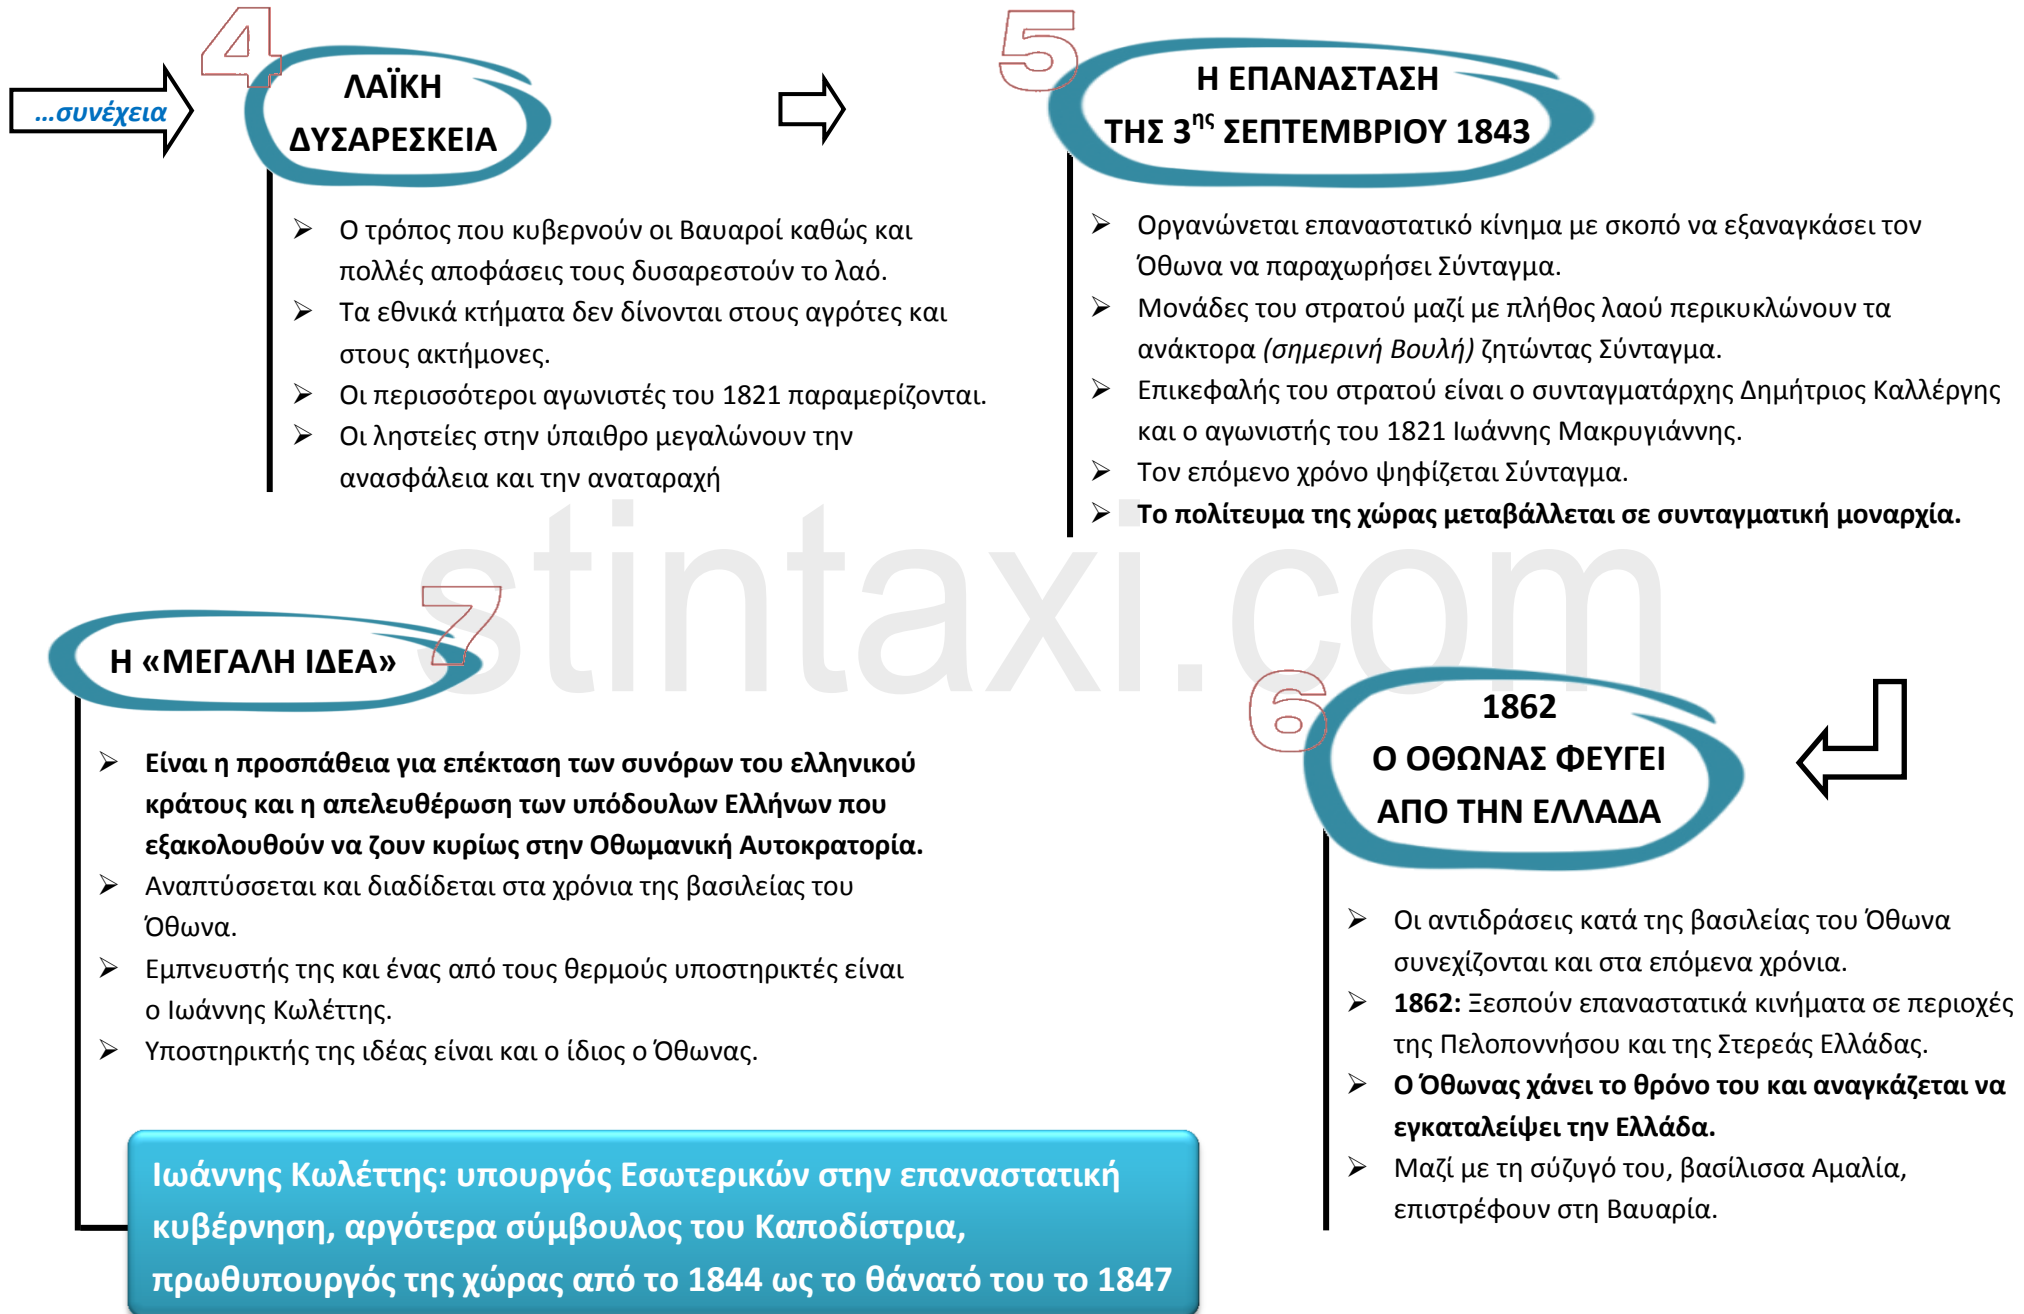 ...συνέχεια
4
ΛΑΪΚΗ
ΔΥΣΑΡΕΣΚΕΙΑ
➢ Ο τρόπος που κυβερνούν οι Βαυαροί καθώς και
πολλές αποφάσεις τους δυσαρεστούν το λαό.
➢ Τα εθνικά κτήματα δεν δίνονται στους αγρότες και
στους ακτήμονες.
➢ Οι περισσότεροι αγωνιστές του 1821 παραμερίζονται.
➢ Οι ληστείες στην ύπαιθρο μεγαλώνουν την
ανασφάλεια και την αναταραχή
5
Η ΕΠΑΝΑΣΤΑΣΗ
ΤΗΣ 3ης ΣΕΠΤΕΜΒΡΙΟΥ 1843
➢ Οργανώνεται επαναστατικό κίνημα με σκοπό να εξαναγκάσει τον
Όθωνα να παραχωρήσει Σύνταγμα.
➢ Μονάδες του στρατού μαζί με πλήθος λαού περικυκλώνουν τα
ανάκτορα (σημερινή Βουλή) ζητώντας Σύνταγμα.
➢ Επικεφαλής του στρατού είναι ο συνταγματάρχης Δημήτριος Καλλέργης
και ο αγωνιστής του 1821 Ιωάννης Μακρυγιάννης.
➢ Τον επόμενο χρόνο ψηφίζεται Σύνταγμα.
➢ Το πολίτευμα της χώρας μεταβάλλεται σε συνταγματική μοναρχία.
stintaxi.com
6
1862
Ο ΟΘΩΝΑΣ ΦΕΥΓΕΙ
ΑΠΟ ΤΗΝ ΕΛΛΑΔΑ
➢ Οι αντιδράσεις κατά της βασιλείας του Όθωνα
συνεχίζονται και στα επόμενα χρόνια.
➢ 1862: Ξεσπούν επαναστατικά κινήματα σε περιοχές
της Πελοποννήσου και της Στερεάς Ελλάδας.
➢ Ο Όθωνας χάνει το θρόνο του και αναγκάζεται να
εγκαταλείψει την Ελλάδα.
➢ Μαζί με τη σύζυγό του, βασίλισσα Αμαλία,
επιστρέφουν στη Βαυαρία.
7
Η «ΜΕΓΑΛΗ ΙΔΕΑ»
➢ Είναι η προσπάθεια για επέκταση των συνόρων του ελληνικού
κράτους και η απελευθέρωση των υπόδουλων Ελλήνων που
εξακολουθούν να ζουν κυρίως στην Οθωμανική Αυτοκρατορία.
➢ Αναπτύσσεται και διαδίδεται στα χρόνια της βασιλείας του
Όθωνα.
➢ Εμπνευστής της και ένας από τους θερμούς υποστηρικτές είναι
ο Ιωάννης Κωλέττης.
➢ Υποστηρικτής της ιδέας είναι και ο ίδιος ο Όθωνας.
Ιωάννης Κωλέττης: υπουργός Εσωτερικών στην επαναστατική
κυβέρνηση, αργότερα σύμβουλος του Καποδίστρια,
πρωθυπουργός της χώρας από το 1844 ως το θάνατό του το 1847